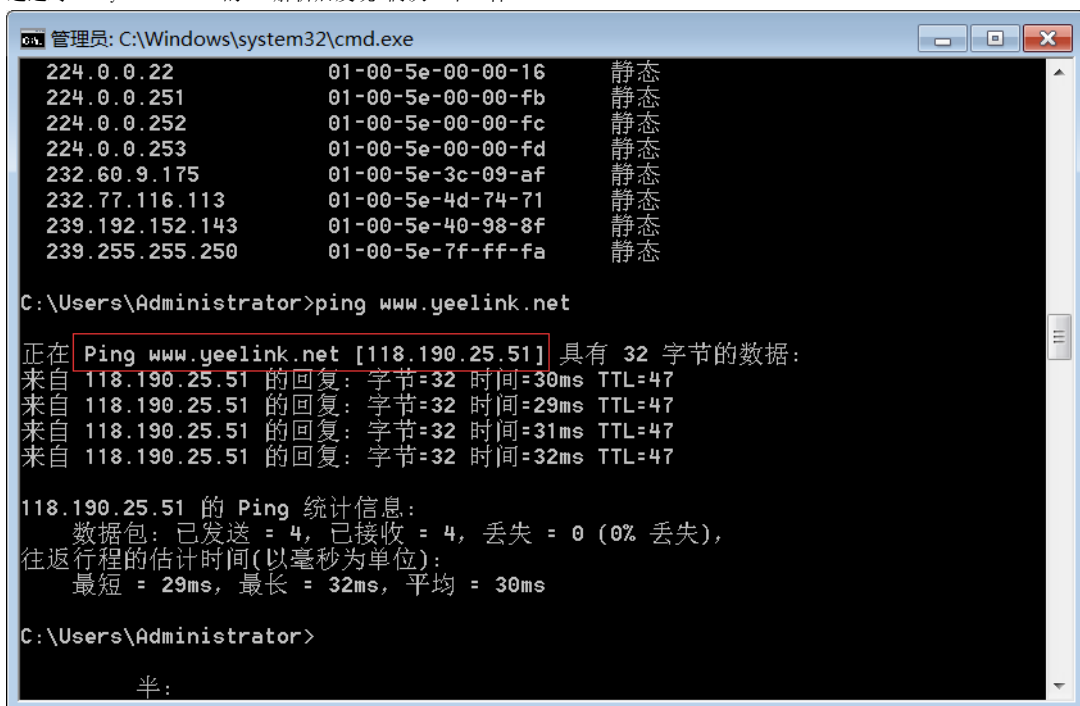 管理员: C:\Windows\system32\cmd.exe
224.0.0.22 01-00-5e-00-00-16 静态
224.0.0.251 01-00-5e-00-00-fb 静态
224.0.0.252 01-00-5e-00-00-fc 静态
224.0.0.253 01-00-5e-00-00-fd 静态
232.60.9.175 01-00-5e-3c-09-af 静态
232.77.116.113 01-00-5e-4d-74-71 静态
239.192.152.143 01-00-5e-40-98-8f 静态
239.255.255.250 01-00-5e-7f-ff-fa 静态
C:\Users\Administrator>ping www.yeelink.net
正在 Ping www.yeelink.net [118.190.25.51] 具有 32 字节的数据:
来自 118.190.25.51 的回复: 字节=32 时间=30ms TTL=47
来自 118.190.25.51 的回复: 字节=32 时间=29ms TTL=47
来自 118.190.25.51 的回复: 字节=32 时间=31ms TTL=47
来自 118.190.25.51 的回复: 字节=32 时间=32ms TTL=47
118.190.25.51 的 Ping 统计信息:
数据包: 已发送 = 4, 已接收 = 4, 丢失 = 0 (0% 丢失),
往返行程的估计时间(以毫秒为单位):
最短 = 29ms, 最长 = 32ms, 平均 = 30ms
C:\Users\Administrator>
半: